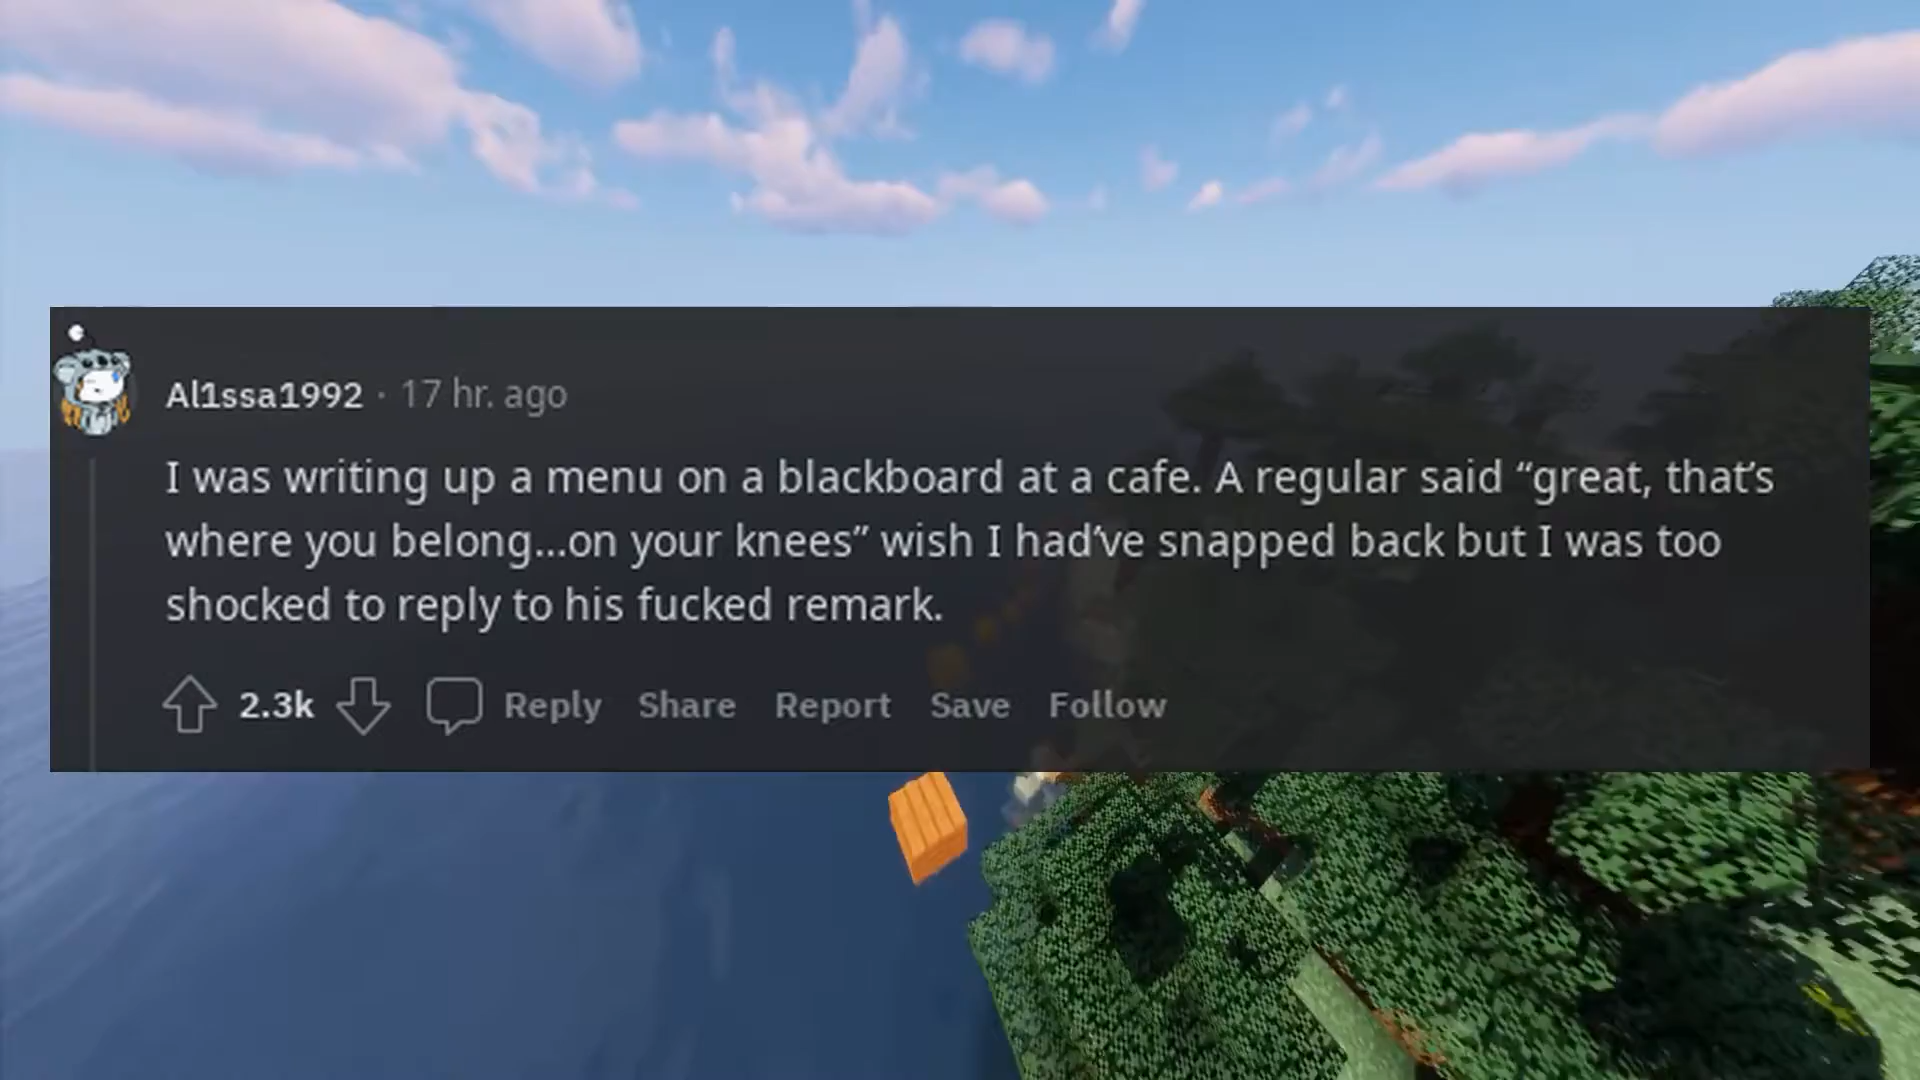 Al1ssa1992 · 17 hr. ago
I was writing up a menu on a blackboard at a cafe. A regular said “great, that’s
where you belong...on your knees” wish I had’ve snapped back but I was too
shocked to reply to his fucked remark.
2.3k Reply Share Report Save Follow